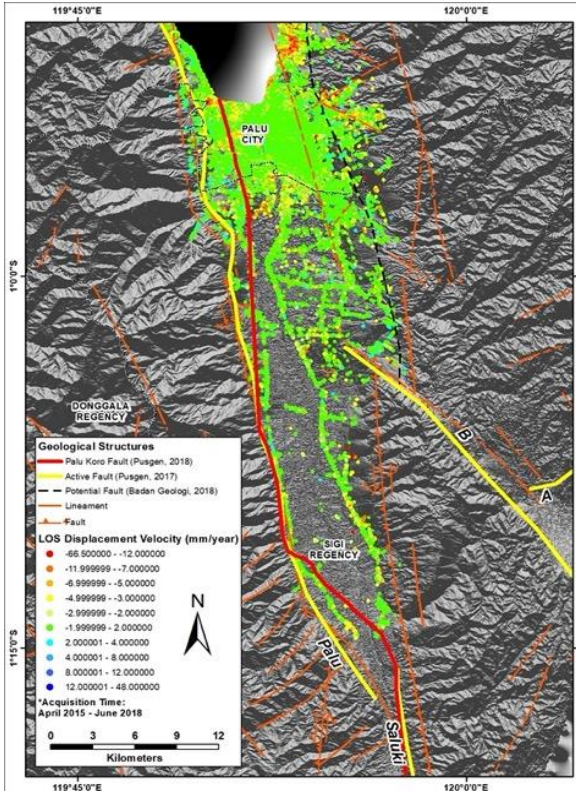 119°45'0"E
120°0'0"E
PALU
CITY
1°0'0"S
DONGGALA
REGENCY
B
A
Geological Structures
Palu Koro Fault (Pusgen, 2018)
Active Fault (Pusgen, 2017)
Potential Fault (Badan Geologi, 2018)
Lineament
Fault
LOS Displacement Velocity (mm/year)
-66.500000 - -12.000000
-11.999999 - -7.000000
-6.999999 - -5.000000
-4.999999 - -3.000000
-2.999999 - -2.000000
-1.999999 - 2.000000
2.000001 - 4.000000
4.000001 - 8.000000
8.000001 - 12.000000
12.000001 - 48.000000
*Acquisition Time:
April 2015 - June 2018
N
0 3 6 9 12
Kilometers
SIGI
REGENCY
1°15'0"S
Palu
Saluki
119°45'0"E
120°0'0"E